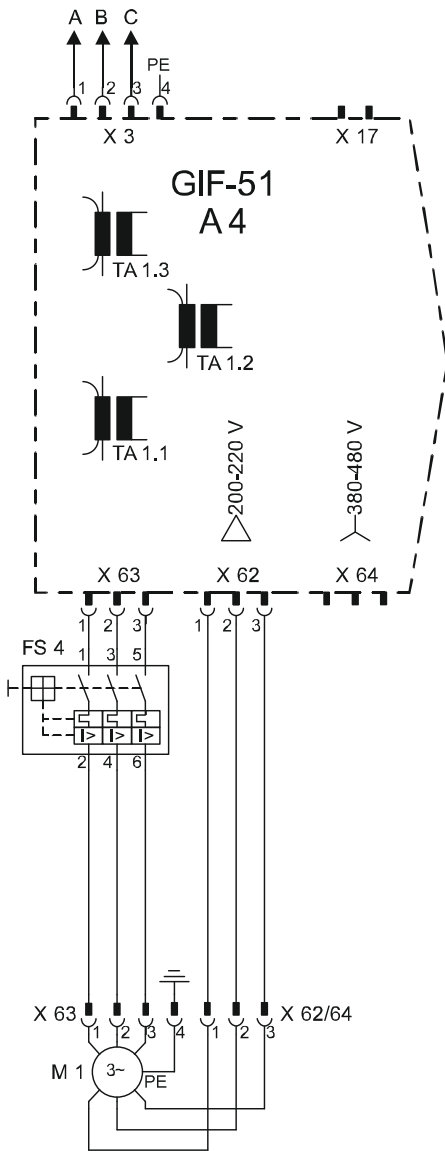 A B C
PE
1 2 3 4
X 3 X 17
GIF-51
A 4
TA 1.3
TA 1.2
TA 1.1
200-220 V
380-480 V
X 63 X 62 X 64
1 2 3 1 2 3
FS 4
1 3 5
I> I> I>
2 4 6
X 63 X 62/64
1 2 3 4 1 2 3
M 1 3~ PE